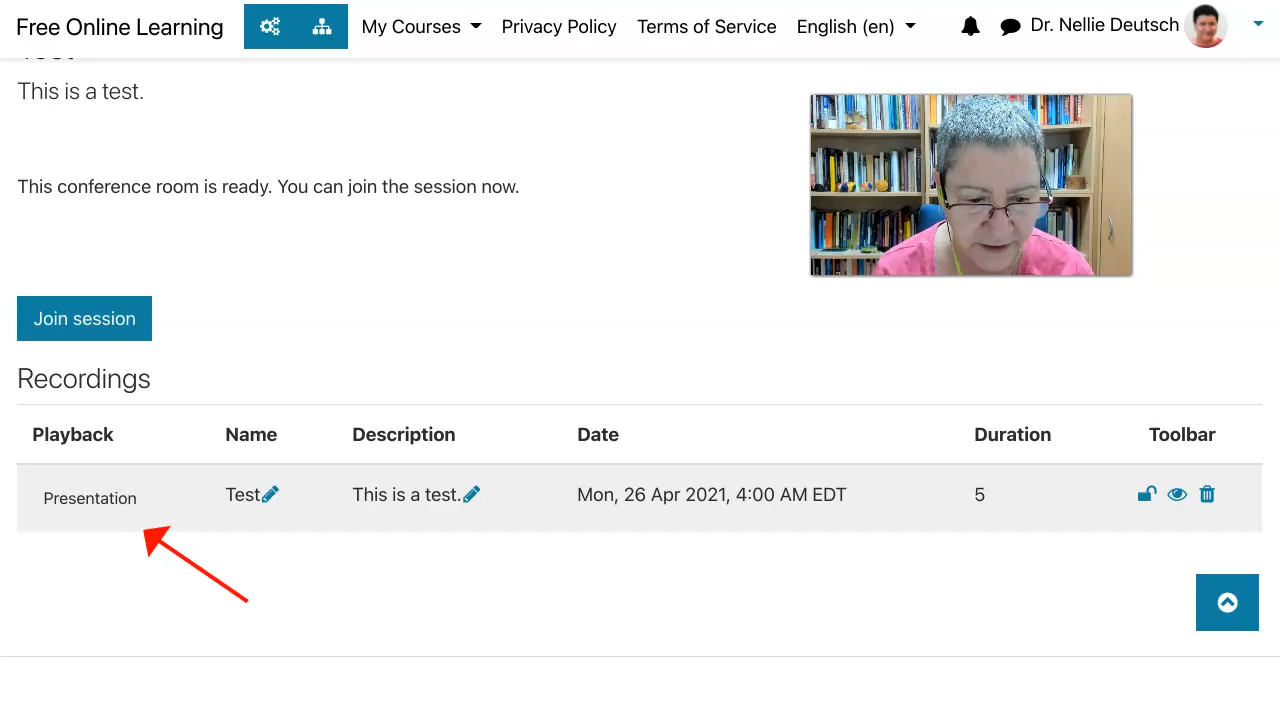 Free Online Learning My Courses Privacy Policy Terms of Service English (en) Dr. Nellie Deutsch
This is a test.
This conference room is ready. You can join the session now.
Join session
Recordings
Playback Name Description Date Duration Toolbar
Presentation Test This is a test. Mon, 26 Apr 2021, 4:00 AM EDT 5